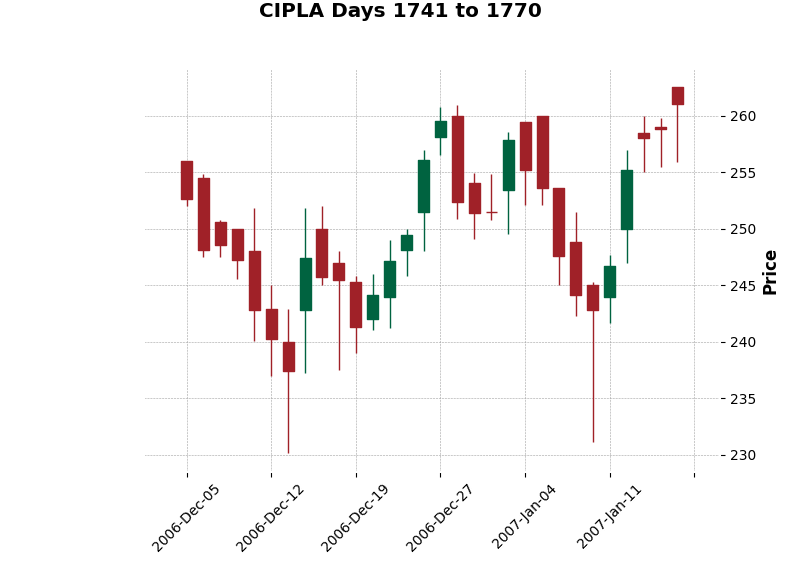 CIPLA Days 1741 to 1770
260
255
250
245
240
235
230
Price
2006-Dec-05
2006-Dec-12
2006-Dec-19
2006-Dec-27
2007-Jan-04
2007-Jan-11